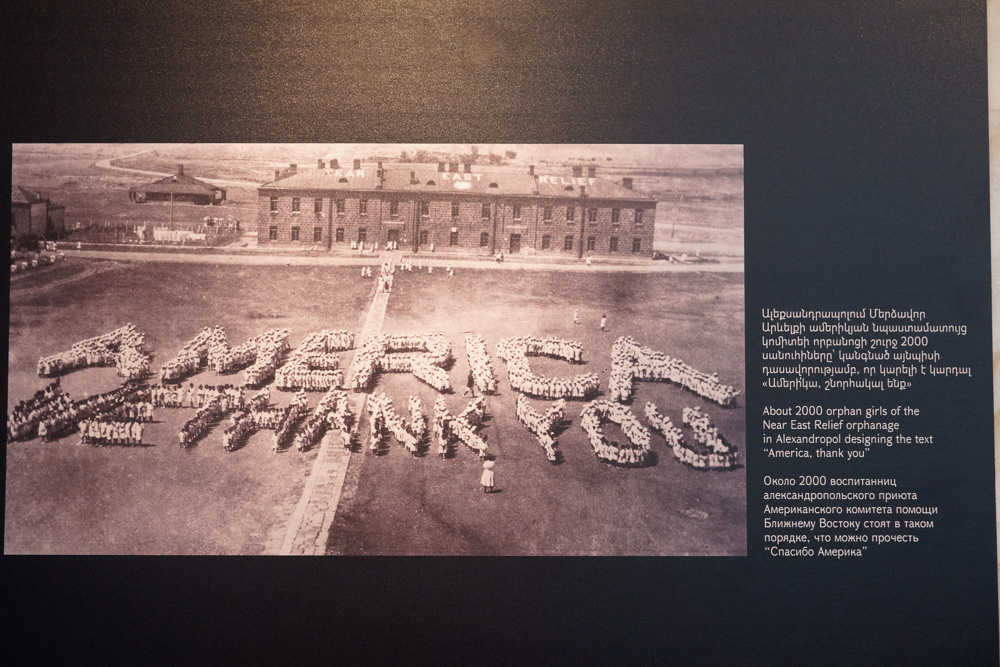 NEAR EAST RELIEF
AMERICA
WE THANK YOU
Ալեքսանդրապոլում Մերձավոր
Արևելքի ամերիկյան նպաստամատույց
կոմիտեի որբանոցի շուրջ 2000
սանուհիները՝ կանգնած այնպիսի
դասավորությամբ, որ կարելի է կարդալ
«Ամերի՛կա, շնորհակալ ենք»
About 2000 orphan girls of the
Near East Relief orphanage
in Alexandropol designing the text
“America, thank you”
Около 2000 воспитанниц
александропольского приюта
Американского комитета помощи
Ближнему Востоку стоят в таком
порядке, что можно прочесть
“Спасибо Америка”